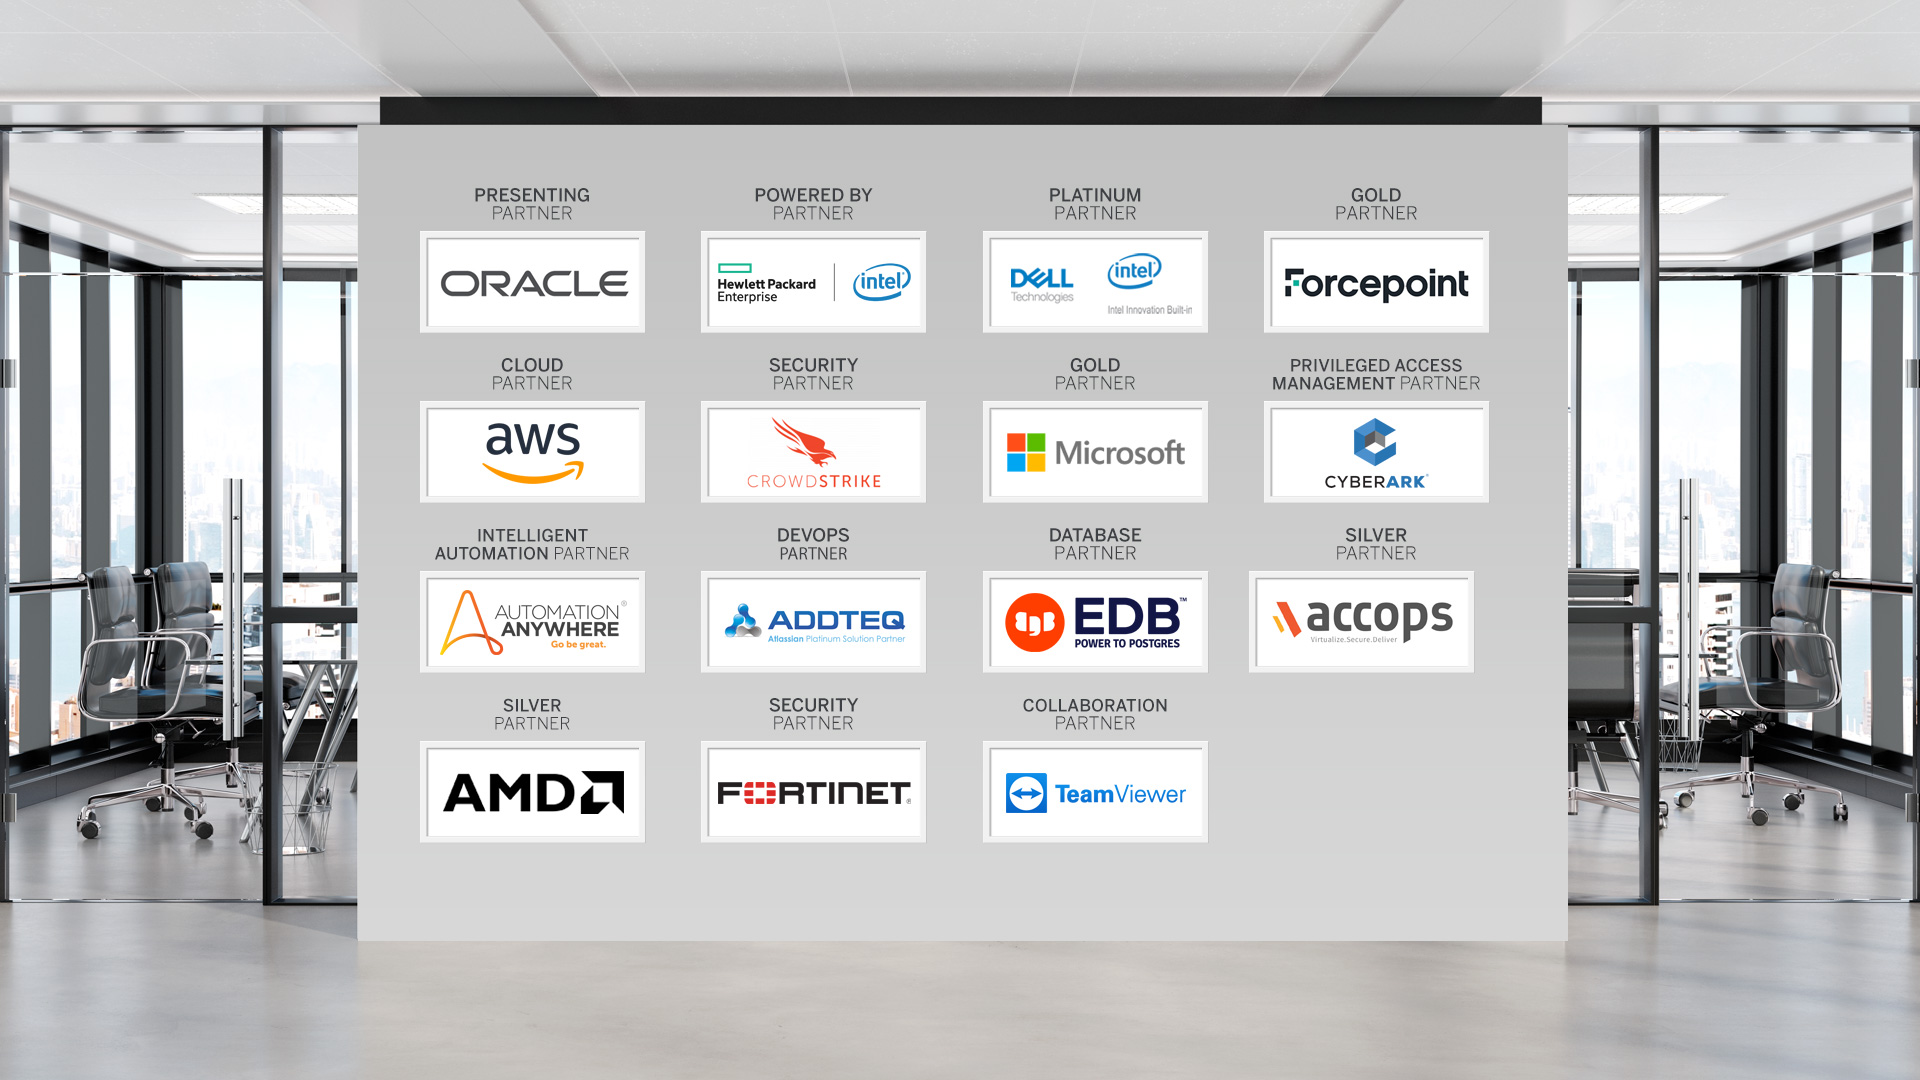 PRESENTING
PARTNER
ORACLE
POWERED BY
PARTNER
Hewlett Packard
Enterprise
intel
PLATINUM
PARTNER
DELL
Technologies
intel
Intel Innovation Built-in
GOLD
PARTNER
Forcepoint
CLOUD
PARTNER
aws
SECURITY
PARTNER
CROWDSTRIKE
GOLD
PARTNER
Microsoft
PRIVILEGED ACCESS
MANAGEMENT PARTNER
CYBERARK®
INTELLIGENT
AUTOMATION PARTNER
AUTOMATION®
ANYWHERE
Go be great.
DEVOPS
PARTNER
ADDTEQ
Atlassian Platinum Solution Partner
DATABASE
PARTNER
EDB™
POWER TO POSTGRES
SILVER
PARTNER
accops
Virtualize.Secure.Deliver
SILVER
PARTNER
AMD
SECURITY
PARTNER
FORTINET®
COLLABORATION
PARTNER
TeamViewer